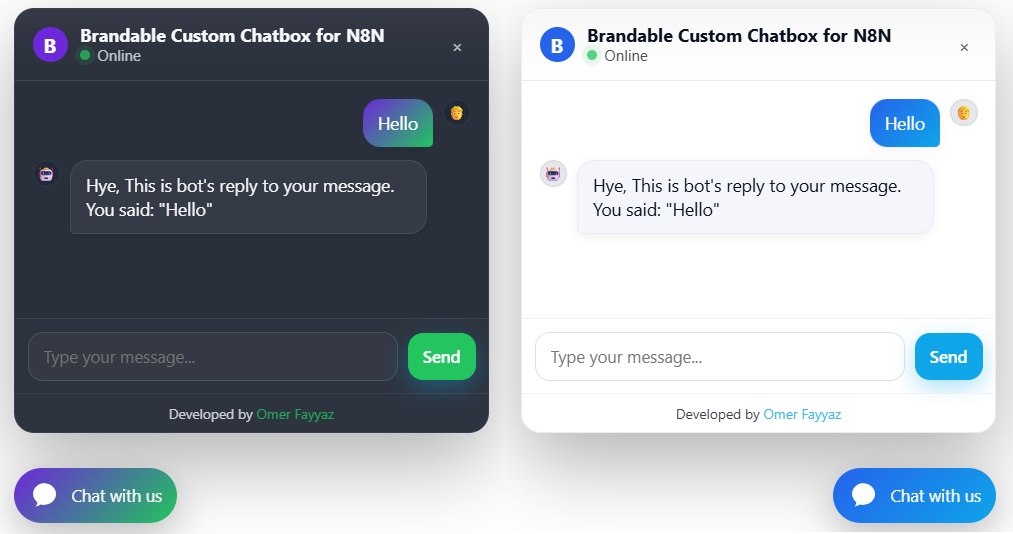 B
Brandable Custom Chatbox for N8N
Online
×
Hello
Hye, This is bot's reply to your message.
You said: "Hello"
Type your message...
Send
Developed by Omer Fayyaz
Chat with us
B
Brandable Custom Chatbox for N8N
Online
×
Hello
Hye, This is bot's reply to your message.
You said: "Hello"
Type your message...
Send
Developed by Omer Fayyaz
Chat with us